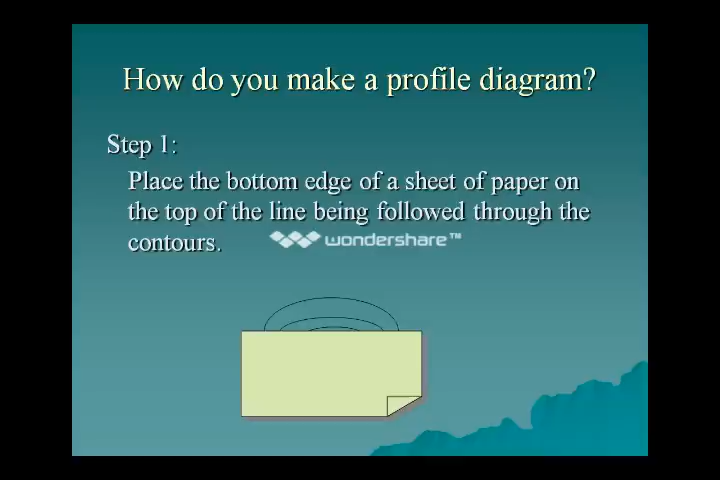 How do you make a profile diagram?
Step 1:
Place the bottom edge of a sheet of paper on
the top of the line being followed through the
contours.
wondershare™